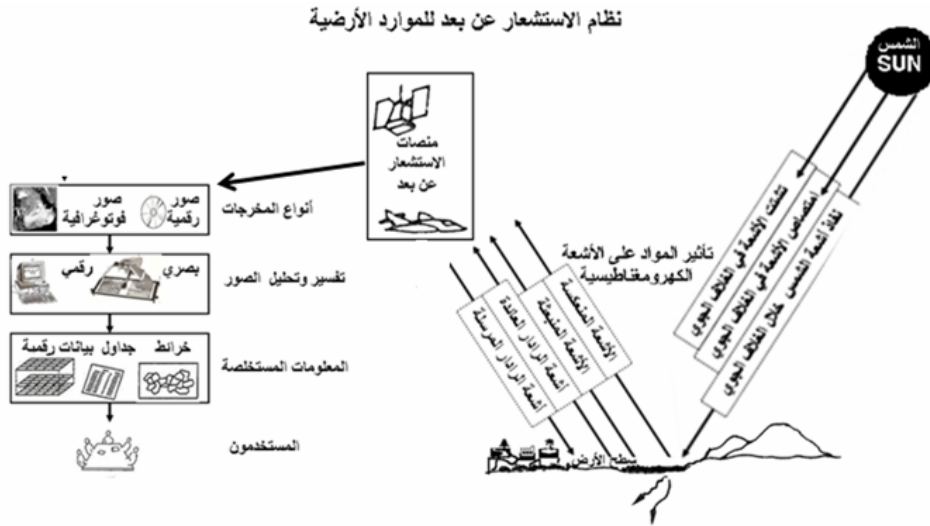 نظام الاستشعار عن بعد للموارد الأرضية
الشمس
SUN
تشتت الأشعة في الغلاف الجوي
امتصاص الأشعة في الغلاف الجوي
نفاذ أشعة الشمس خلال الغلاف الجوي
تأثير المواد على الأشعة
الكهرومغناطيسية
الأشعة المنعكسة
الأشعة المنبعثة
أشعة الرادار العائدة
أشعة الرادار المرسلة
سطح الأرض
منصات
الاستشعار
عن بعد
أنواع المخرجات
صور
رقمية
صور
فوتوغرافية
تفسير وتحليل الصور
بصري
رقمي
المعلومات المستخلصة
خرائط
جداول
بيانات رقمية
المستخدمون